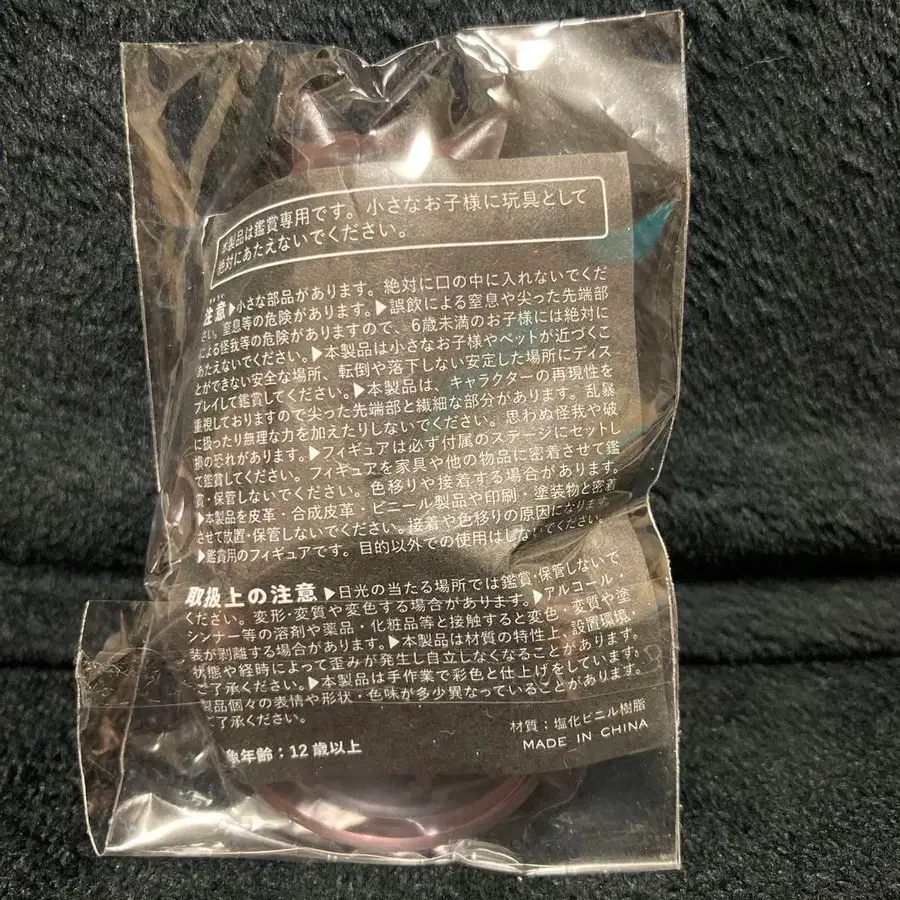 本製品は鑑賞専用です。小さなお子様に玩具として
絶対にあたえないでください。
注意▶小さな部品があります。絶対に口の中に入れないでくだ
さい。窒息等の危険があります。▶誤飲による窒息や尖った先端部
による怪我等の危険がありますので、6歳未満のお子様には絶対に
あたえないでください。▶本製品は小さなお子様やペットが近づくこ
とができない安全な場所、転倒や落下しない安定した場所にディス
プレイして鑑賞してください。▶本製品は、キャラクターの再現性を
重視しておりますので尖った先端部と繊細な部分があります。乱暴
に扱ったり無理な力を加えたりしないでください。思わぬ怪我や破
損の恐れがあります。▶フィギュアは必ず付属のステージにセットし
て鑑賞してください。フィギュアを家具や他の物品に密着させて鑑
賞・保管しないでください。色移りや接着する場合があります。
▶本製品を皮革・合成皮革・ビニール製品や印刷・塗装物と密着
させて放置・保管しないでください。接着や色移りの原因になります。
▶鑑賞用のフィギュアです。目的以外での使用はしないでください。
取扱上の注意▶日光の当たる場所では鑑賞・保管しないで
ください。変形・変質や変色する場合があります。▶アルコール・
シンナー等の溶剤や薬品・化粧品等と接触すると変色・変質や塗
装が剥離する場合があります。▶本製品は材質の特性上、設置環境・
状態や経時によって歪みが発生し自立しなくなることがあります。
ご了承ください。▶本製品は手作業で彩色と仕上げをしています。
製品個々の表情や形状・色味が多少異なっていることがあります。
ご了承ください。
材質：塩化ビニル樹脂
象年齢：12歳以上
MADE IN CHINA